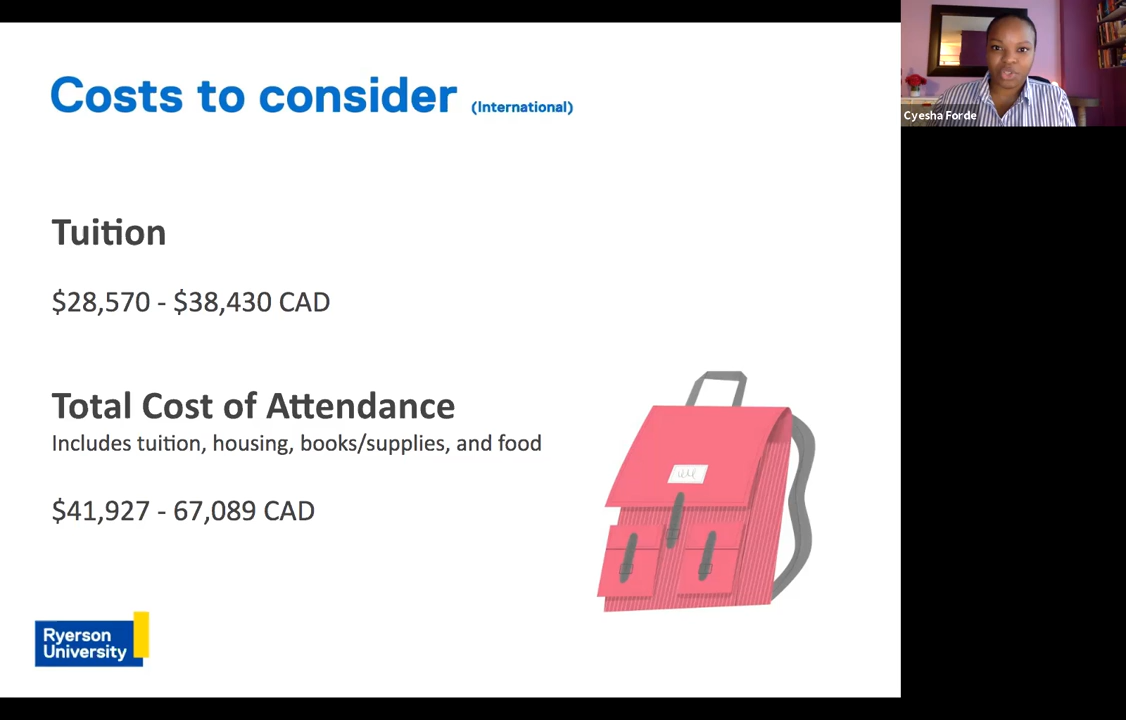 Costs to consider (International)
Tuition
$28,570 - $38,430 CAD
Total Cost of Attendance
Includes tuition, housing, books/supplies, and food
$41,927 - 67,089 CAD
Ryerson
University
Cyesha Forde